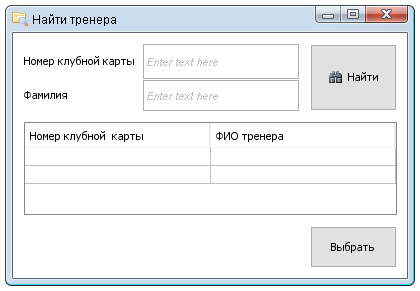 Найти тренера
Номер клубной карты
Enter text here
Найти
Фамилия
Enter text here
Номер клубной карты
ФИО тренера
Выбрать